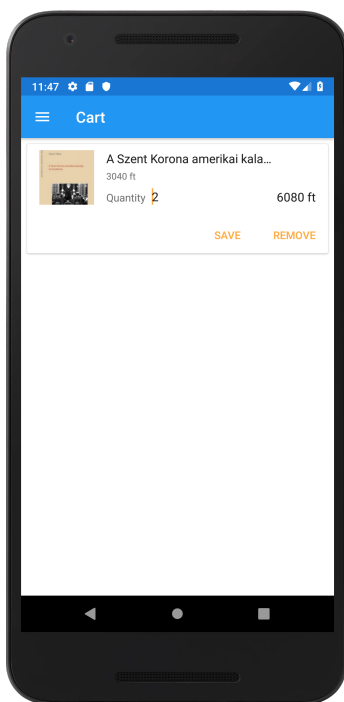 11:47
Cart
A Szent Korona amerikai kala…
3040 ft
Quantity 2
6080 ft
SAVE REMOVE